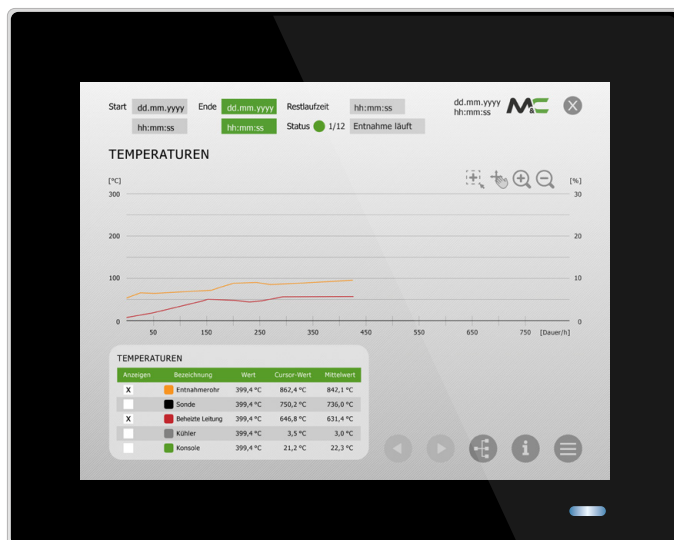 Start dd.mm.yyyy Ende dd.mm.yyyy Restlaufzeit hh:mm:ss dd.mm.yyyy M&C
hh:mm:ss
hh:mm:ss hh:mm:ss Status 1/12 Entnahme läuft
TEMPERATUREN
[°C] [%]
300 30
200 20
100 10
0 0
50 150 250 350 450 550 650 750 [Dauer/h]
TEMPERATUREN
Anzeigen Bezeichnung Wert Cursor-Wert Mittelwert
X Entnahmerohr 399,4 °C 862,4 °C 842,1 °C
Sonde 399,4 °C 750,2 °C 736,0 °C
X Beheizte Leitung 399,4 °C 646,8 °C 631,4 °C
Kühler 399,4 °C 3,5 °C 3,0 °C
Konsole 399,4 °C 21,2 °C 22,3 °C